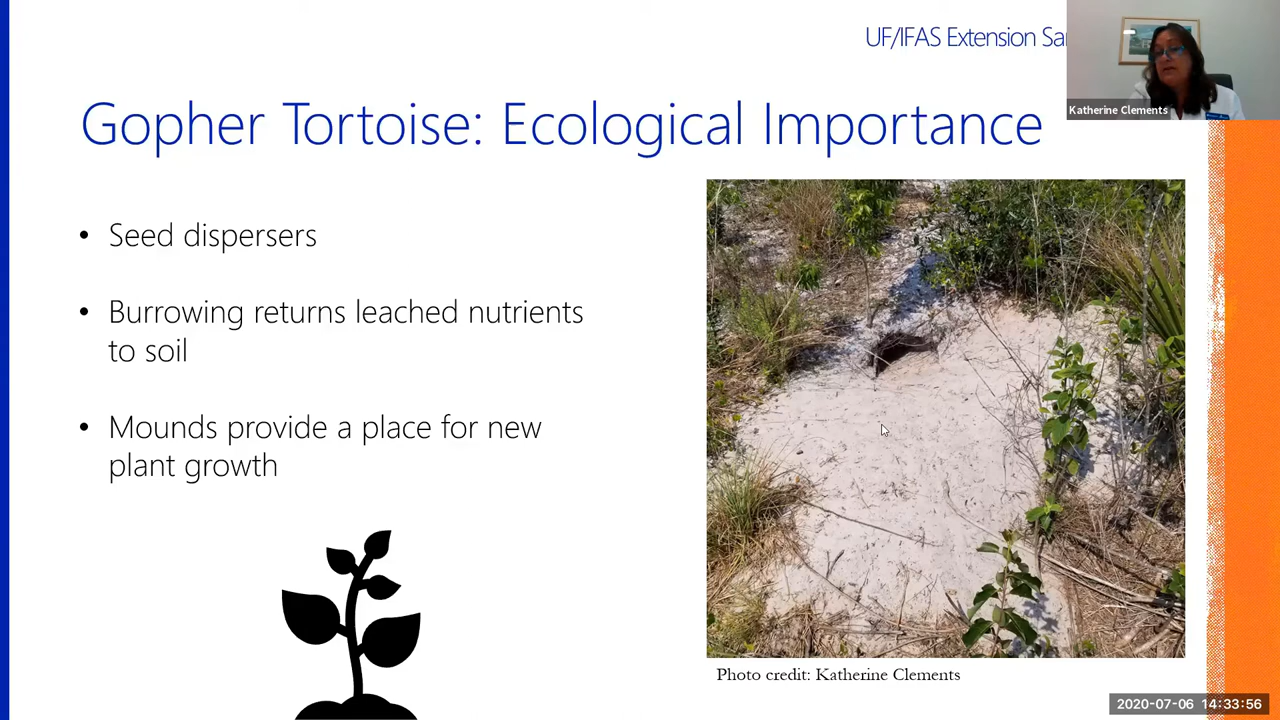 UF/IFAS Extension
Katherine Clements
Gopher Tortoise: Ecological Importance
• Seed dispersers
• Burrowing returns leached nutrients
to soil
• Mounds provide a place for new
plant growth
Photo credit: Katherine Clements
2020-07-06 14:33:56